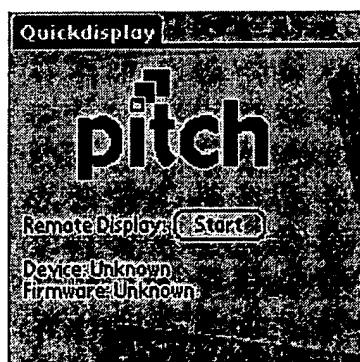 Quickdisplay
pitch
Remote Display: Start
Device: Unknown
Firmware: Unknown